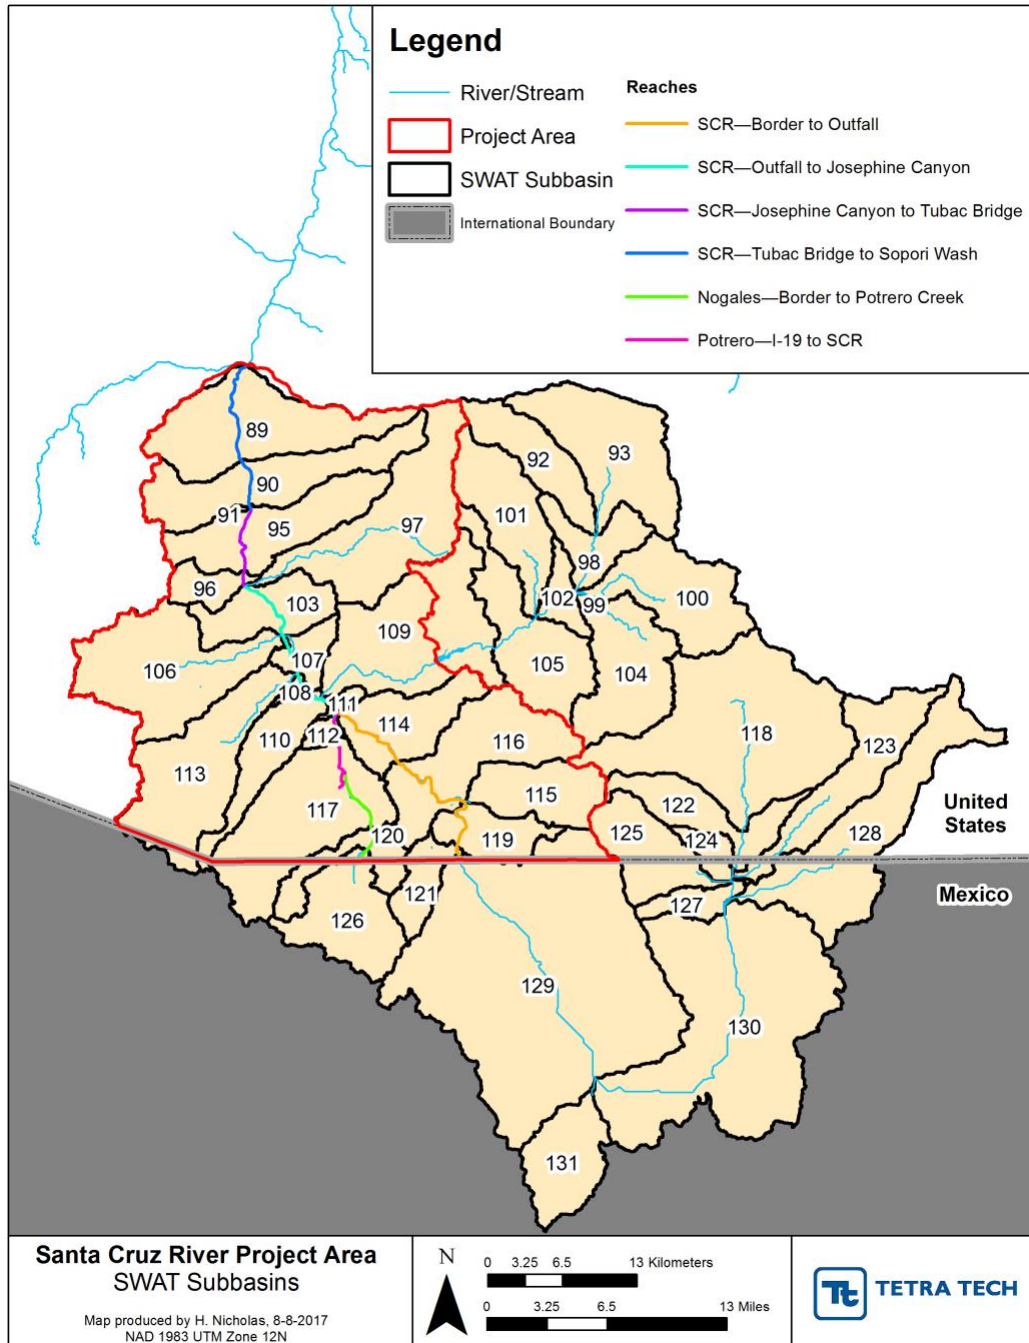 Legend
River/Stream
Project Area
SWAT Subbasin
International Boundary
Reaches
SCR—Border to Outfall
SCR—Outfall to Josephine Canyon
SCR—Josephine Canyon to Tubac Bridge
SCR—Tubac Bridge to Sopori Wash
Nogales—Border to Potrero Creek
Potrero—I-19 to SCR
89
90
91
92
93
95
96
97
98
99
100
101
102
103
104
105
106
107
108
109
110
111
112
113
114
115
116
117
118
119
120
121
122
123
124
125
126
127
128
129
130
131
United
States
Mexico
Santa Cruz River Project Area
SWAT Subbasins
Map produced by H. Nicholas, 8-8-2017
NAD 1983 UTM Zone 12N
N
0 3.25 6.5 13 Kilometers
0 3.25 6.5 13 Miles
Tt TETRA TECH